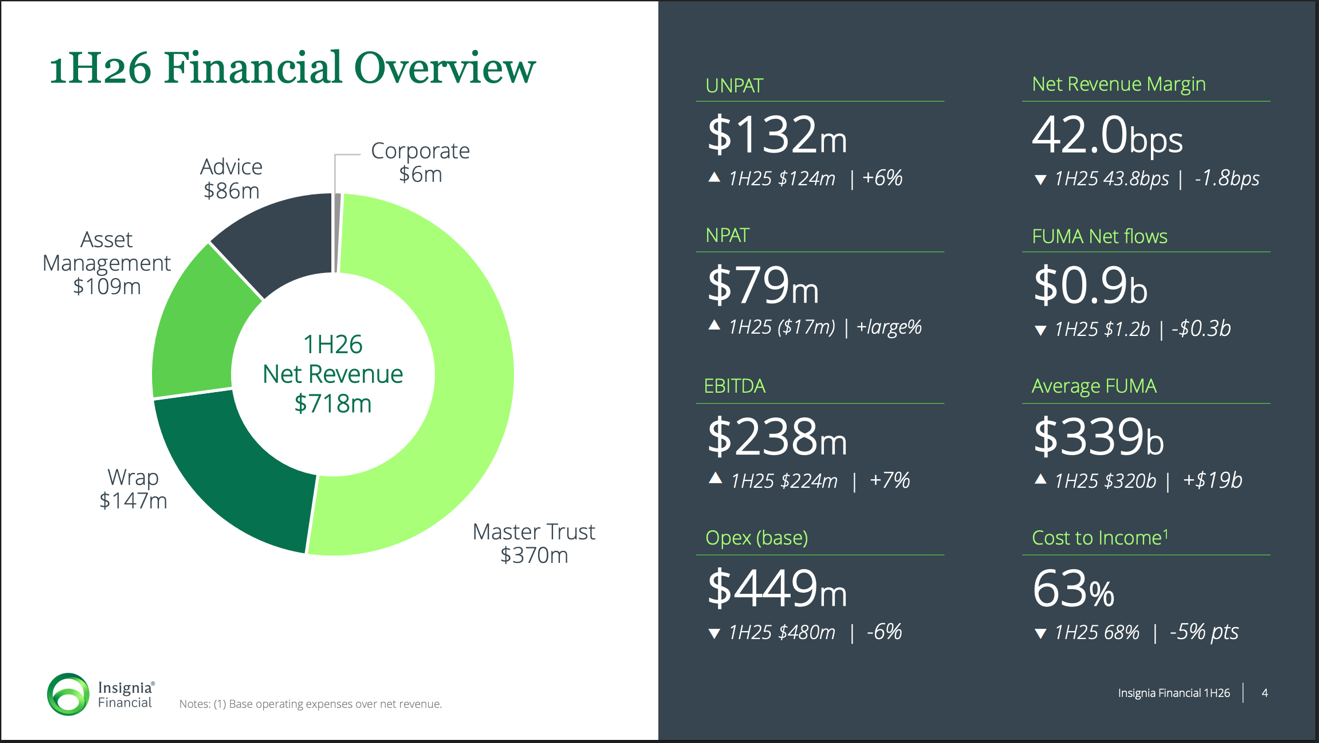 1H26 Financial Overview
Corporate
$6m
Advice
$86m
Asset
Management
$109m
1H26
Net Revenue
$718m
Wrap
$147m
Master Trust
$370m
Insignia®
Financial
Notes: (1) Base operating expenses over net revenue.
UNPAT
$132m
▲ 1H25 $124m | +6%
NPAT
$79m
▲ 1H25 ($17m) | +large%
EBITDA
$238m
▲ 1H25 $224m | +7%
Opex (base)
$449m
▼ 1H25 $480m | -6%
Net Revenue Margin
42.0bps
▼ 1H25 43.8bps | -1.8bps
FUMA Net flows
$0.9b
▼ 1H25 $1.2b | -$0.3b
Average FUMA
$339b
▲ 1H25 $320b | +$19b
Cost to Income¹
63%
▼ 1H25 68% | -5% pts
Insignia Financial 1H26 | 4